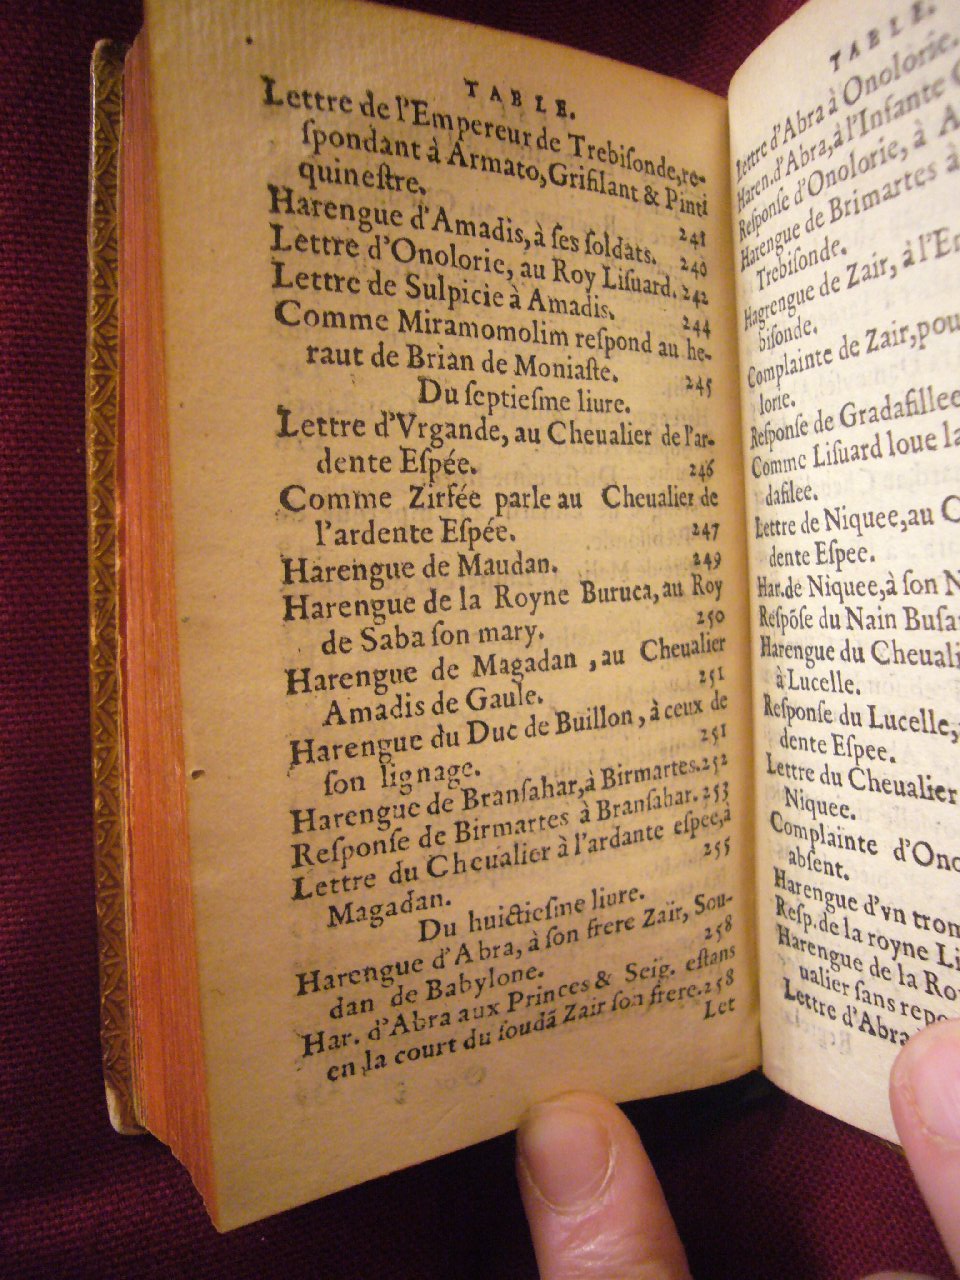 TABLE.
Lettre de l'Empereur de Trebiſonde, re-
ſpondant à Armato, Grifilant & Pinti
quineſtre. 241
Harengue d'Amadis, à ſes ſoldats. 240
Lettre d'Onolorie, au Roy Liſuard. 242
Lettre de Sulpicie à Amadis. 244
Comme Miramomolim reſpond au he-
raut de Brian de Moniaſte. 245
Du ſeptieſme liure.
Lettre d'Vrgande, au Cheualier de l'ar-
dente Eſpée. 246
Comme Zirfée parle au Cheualier de
l'ardente Eſpée. 247
Harengue de Maudan. 249
Harengue de la Royne Buruca, au Roy
de Saba ſon mary. 250
Harengue de Magadan, au Cheualier
Amadis de Gaule. 251
Harengue du Duc de Buillon, à ceux de
ſon lignage. 251
Harengue de Branſahar, à Birmartes. 252
Reſponſe de Birmartes à Branſahar. 253
Lettre du Cheualier à l'ardante eſpee, à
Magadan. 255
Du huictieſme liure.
Harengue d'Abra, à ſon frere Zaïr, Sou-
dan de Babylone. 258
Har. d'Abra aux Princes & Seig. eſtans
en la court du ſoudã Zair ſon frere. 258
Let
TABLE.
Lettre d'Abra à Onolorie.
Haren. d'Abra, à l'Infante
Reſponſe d'Onolorie, à
Harengue de Brimartes à
Trebiſonde.
Hagrengue de Zair, à l'E
biſonde.
Complainte de Zair, pou
lorie.
Reſponſe de Gradafillee
Comme Liſuard loue la
dafilee.
Lettre de Niquee, au C
dente Eſpee.
Har. de Niquee, à ſon N
Reſpõſe du Nain Buſa
Harengue du Cheuali
à Lucelle.
Reſponſe du Lucelle,
dente Eſpee.
Lettre du Cheualier
Niquee.
Complainte d'Ono
abſent.
Harengue d'vn trom
Reſp. de la royne Li
Harengue de la Ro
ualier ſans repo
Lettre d'Abra